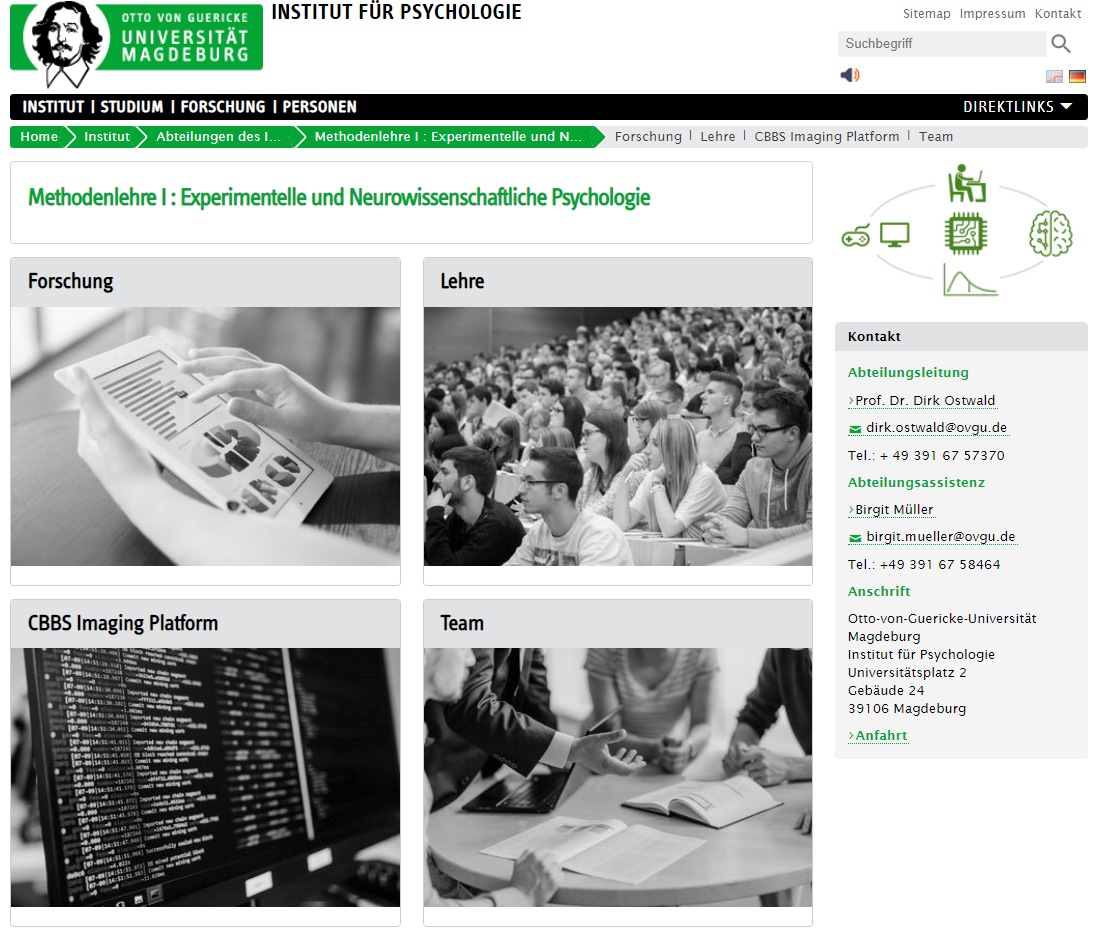 OTTO VON GUERICKE
UNIVERSITÄT
MAGDEBURG
INSTITUT FÜR PSYCHOLOGIE
Sitemap Impressum Kontakt
Suchbegriff
INSTITUT | STUDIUM | FORSCHUNG | PERSONEN
DIREKTLINKS
Home Institut Abteilungen des I... Methodenlehre I : Experimentelle und N... Forschung | Lehre | CBBS Imaging Platform | Team
Methodenlehre I : Experimentelle und Neurowissenschaftliche Psychologie
Forschung
Lehre
CBBS Imaging Platform
Team
Kontakt
Abteilungsleitung
Prof. Dr. Dirk Ostwald
dirk.ostwald@ovgu.de
Tel.: + 49 391 67 57370
Abteilungsassistenz
Birgit Müller
birgit.mueller@ovgu.de
Tel.: +49 391 67 58464
Anschrift
Otto-von-Guericke-Universität
Magdeburg
Institut für Psychologie
Universitätsplatz 2
Gebäude 24
39106 Magdeburg
Anfahrt